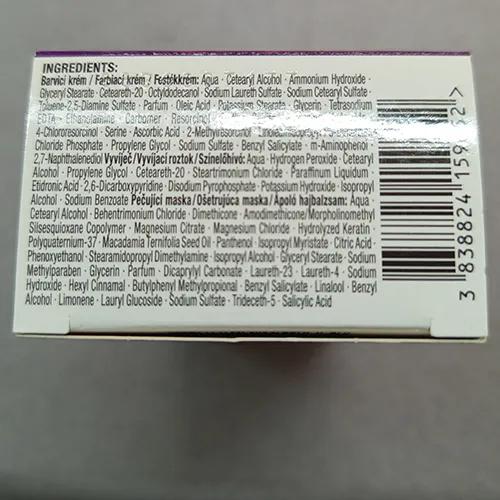 INGREDIENTS:
Barvicí krém / Farbiaci krém / Festékkrém: Aqua · Cetearyl Alcohol · Ammonium Hydroxide ·
Glyceryl Stearate · Ceteareth-20 · Octyldodecanol · Sodium Laureth Sulfate · Sodium Cetearyl Sulfate ·
Toluene-2,5-Diamine Sulfate · Parfum · Oleic Acid · Potassium Stearate · Glycerin · Tetrasodium
EDTA · Ethanolamine · Carbomer · Resorcinol
4-Chlororesorcinol · Serine · Ascorbic Acid · 2-Methylresorcinol ·
Chloride Phosphate · Propylene Glycol · Sodium Sulfate · Benzyl Salicylate · m-Aminophenol ·
2,7-Naphthalenediol Vyvíječ/Vyvíjací roztok/Színelőhívó: Aqua · Hydrogen Peroxide · Cetearyl
Alcohol · Propylene Glycol · Ceteareth-20 · Steartrimonium Chloride · Paraffinum Liquidum ·
Etidronic Acid · 2,6-Dicarboxypyridine · Disodium Pyrophosphate · Potassium Hydroxide · Isopropyl
Alcohol · Sodium Benzoate Pečující maska/Ošetrujúca maska/Ápoló hajbalzsam: Aqua ·
Cetearyl Alcohol · Behentrimonium Chloride · Dimethicone · Amodimethicone/Morpholinomethyl
Silsesquioxane Copolymer · Magnesium Citrate · Magnesium Chloride · Hydrolyzed Keratin ·
Polyquaternium-37 · Macadamia Ternifolia Seed Oil · Panthenol · Isopropyl Myristate · Citric Acid ·
Phenoxyethanol · Stearamidopropyl Dimethylamine · Isopropyl Alcohol · Glyceryl Stearate · Sodium
Methylparaben · Glycerin · Parfum · Dicaprylyl Carbonate · Laureth-23 · Laureth-4 · Sodium
Hydroxide · Hexyl Cinnamal · Butylphenyl Methylpropional · Benzyl Salicylate · Linalool · Benzyl
Alcohol · Limonene · Lauryl Glucoside · Sodium Sulfate · Trideceth-5 · Salicylic Acid